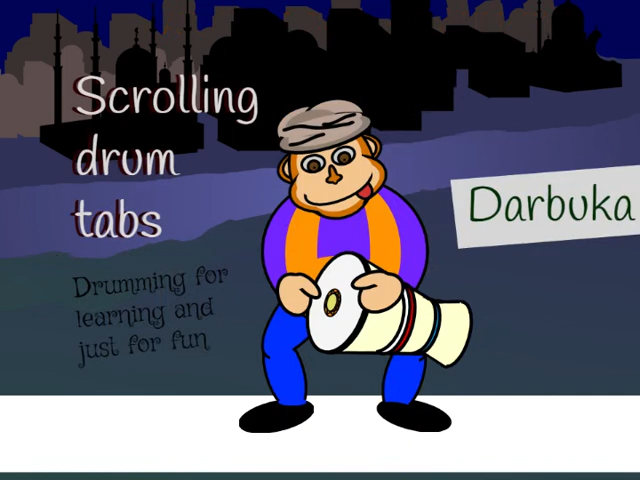 Scrolling
drum
tabs
Darbuka
Drumming for
learning and
just for fun